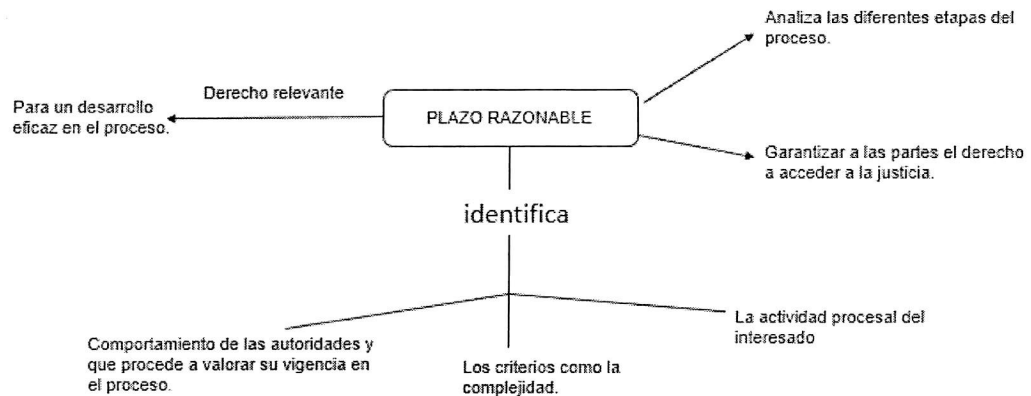 Analiza las diferentes etapas del
proceso.
Derecho relevante
Para un desarrollo
eficaz en el proceso.
PLAZO RAZONABLE
Garantizar a las partes el derecho
a acceder a la justicia.
identifica
Comportamiento de las autoridades y
que procede a valorar su vigencia en
el proceso.
Los criterios como la
complejidad.
La actividad procesal del
interesado